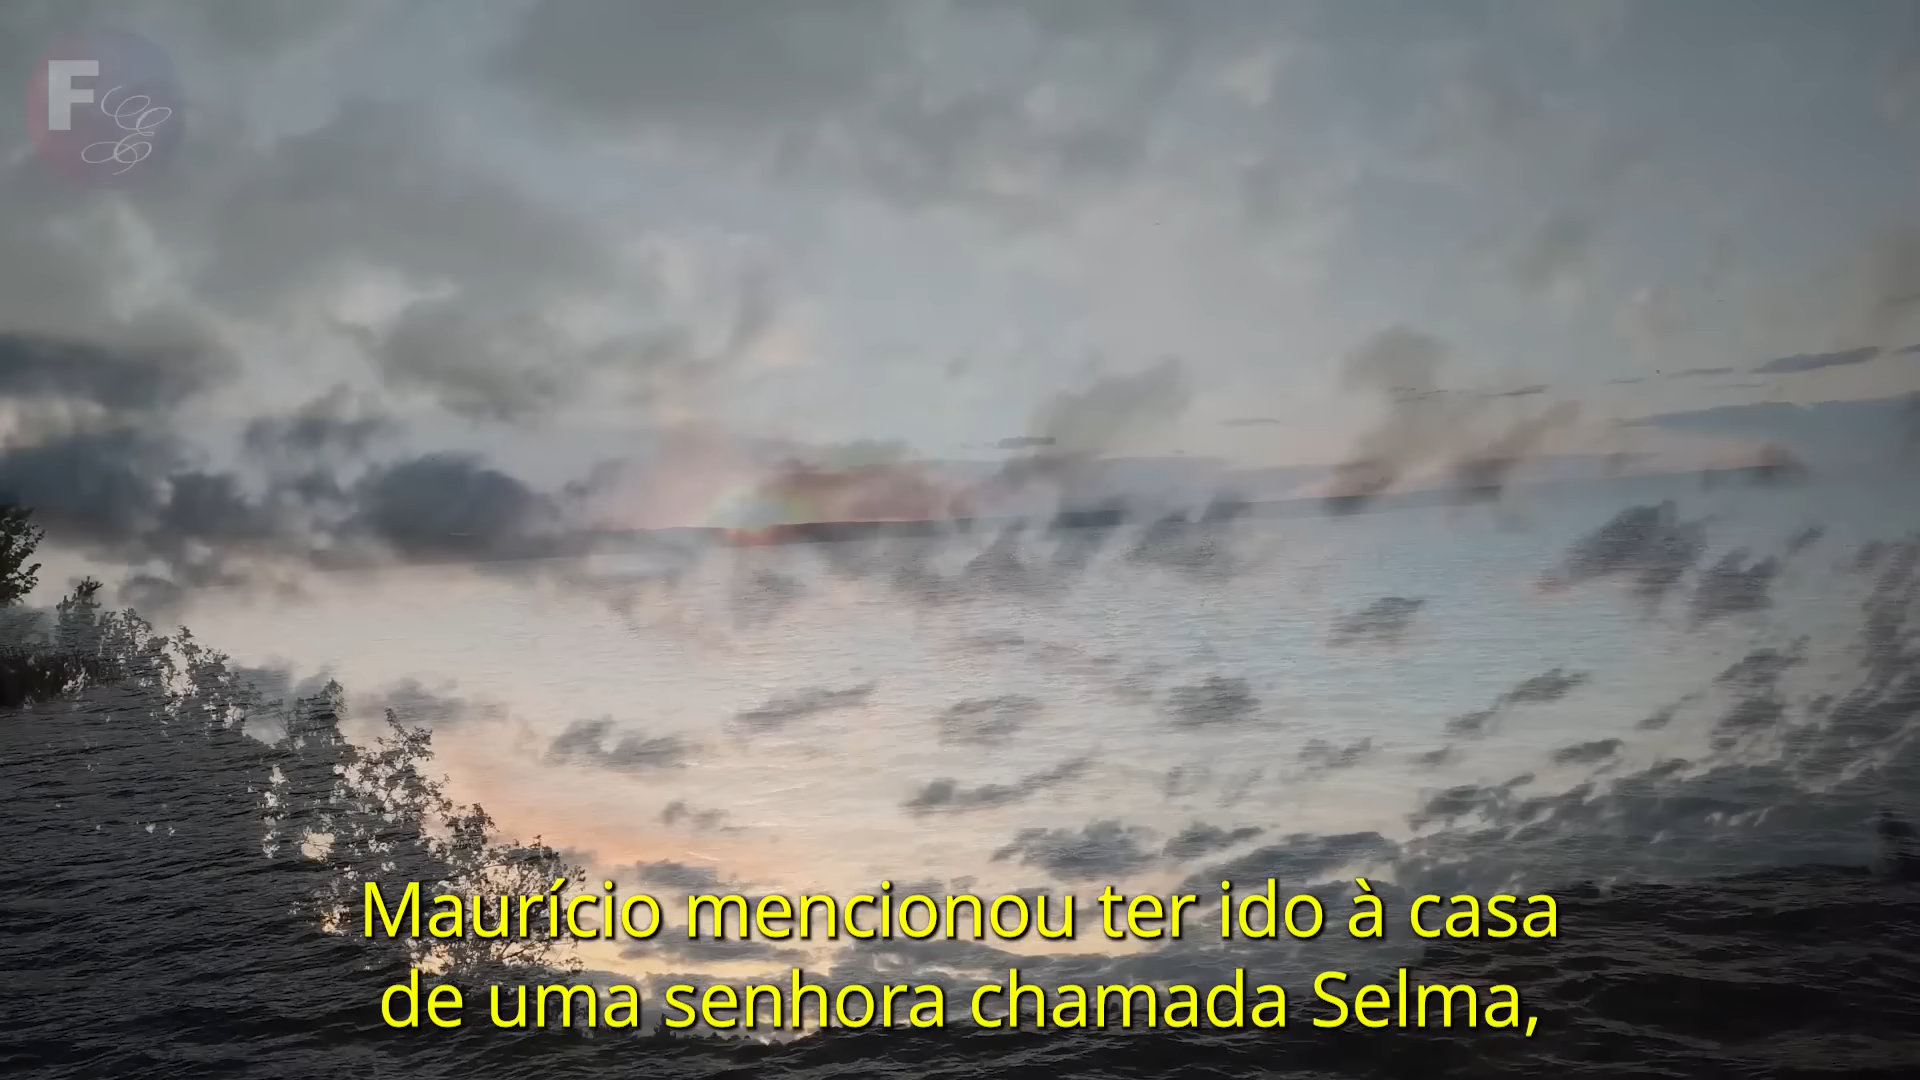 F
Maurício mencionou ter ido à casa
de uma senhora chamada Selma,